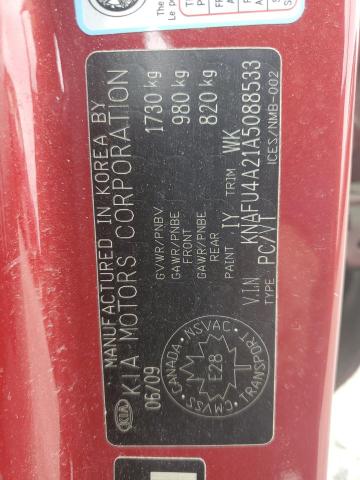 MANUFACTURED IN KOREA BY
KIA MOTORS CORPORATION
KIA
06/09
GVWR/PNBV 1730 kg
GAWR/PNBE FRONT 980 kg
GAWR/PNBE REAR 820 kg
CANADA · NSVAC · TRANSPORT · CMVSS
E28
PAINT IY TRIM WK
V.I.N KNAFU4A21A5088533
TYPE PC/VT ICES/NMB-002